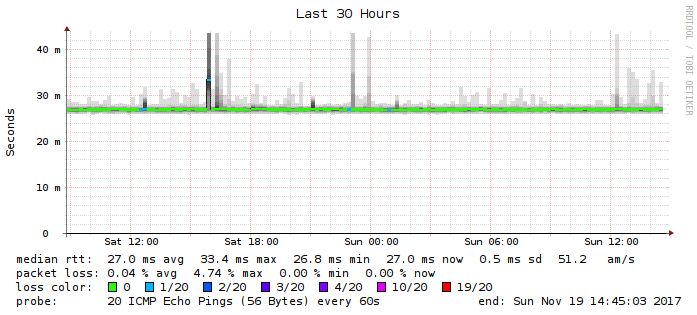 Last 30 Hours
RRDTOOL / TOBI OETIKER
Seconds
40 m
30 m
20 m
10 m
0
Sat 12:00 Sat 18:00 Sun 00:00 Sun 06:00 Sun 12:00
median rtt: 27.0 ms avg 33.4 ms max 26.8 ms min 27.0 ms now 0.5 ms sd 51.2 am/s
packet loss: 0.04 % avg 4.74 % max 0.00 % min 0.00 % now
loss color: 0 1/20 2/20 3/20 4/20 10/20 19/20
probe: 20 ICMP Echo Pings (56 Bytes) every 60s end: Sun Nov 19 14:45:03 2017